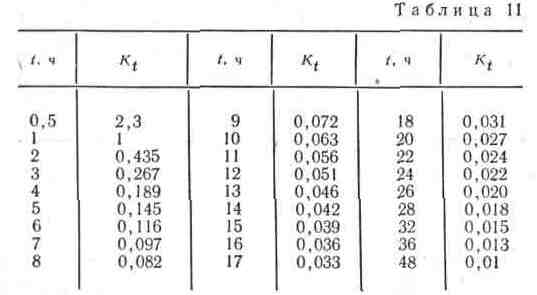 Таблица 11
t, ч K_t t, ч K_t t, ч K_t
0,5 2,3 9 0,072 18 0,031
1 1 10 0,063 20 0,027
2 0,435 11 0,056 22 0,024
3 0,267 12 0,051 24 0,022
4 0,189 13 0,046 26 0,020
5 0,145 14 0,042 28 0,018
6 0,116 15 0,039 32 0,015
7 0,097 16 0,036 36 0,013
8 0,082 17 0,033 48 0,01